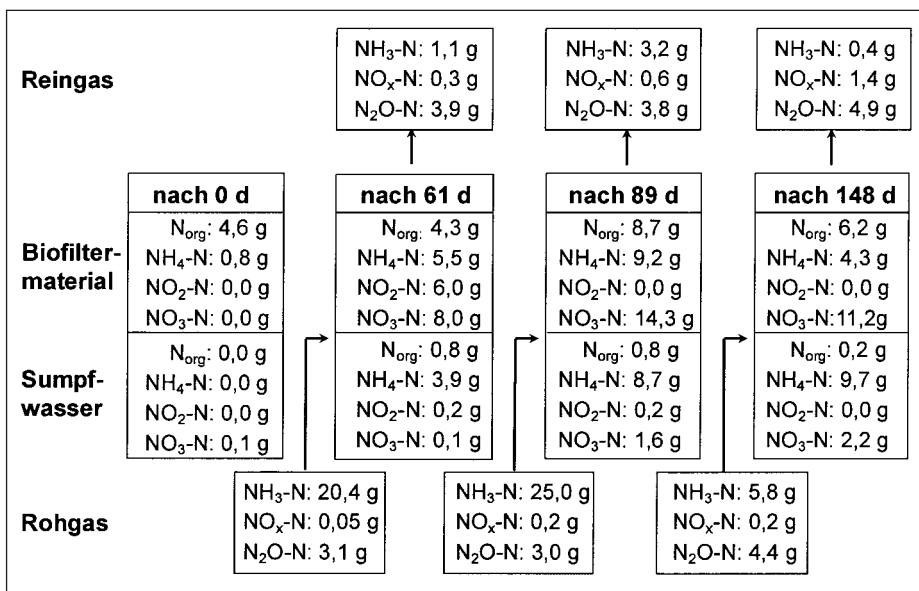 Reingas
NH₃-N: 1,1 g
NOₓ-N: 0,3 g
N₂O-N: 3,9 g
NH₃-N: 3,2 g
NOₓ-N: 0,6 g
N₂O-N: 3,8 g
NH₃-N: 0,4 g
NOₓ-N: 1,4 g
N₂O-N: 4,9 g
Biofilter-
material
Sumpf-
wasser
nach 0 d
N_org: 4,6 g
NH₄-N: 0,8 g
NO₂-N: 0,0 g
NO₃-N: 0,0 g
N_org: 0,0 g
NH₄-N: 0,0 g
NO₂-N: 0,0 g
NO₃-N: 0,1 g
nach 61 d
N_org: 4,3 g
NH₄-N: 5,5 g
NO₂-N: 6,0 g
NO₃-N: 8,0 g
N_org: 0,8 g
NH₄-N: 3,9 g
NO₂-N: 0,2 g
NO₃-N: 0,1 g
nach 89 d
N_org: 8,7 g
NH₄-N: 9,2 g
NO₂-N: 0,0 g
NO₃-N: 14,3 g
N_org: 0,8 g
NH₄-N: 8,7 g
NO₂-N: 0,2 g
NO₃-N: 1,6 g
nach 148 d
N_org: 6,2 g
NH₄-N: 4,3 g
NO₂-N: 0,0 g
NO₃-N:11,2g
N_org: 0,2 g
NH₄-N: 9,7 g
NO₂-N: 0,0 g
NO₃-N: 2,2 g
Rohgas
NH₃-N: 20,4 g
NOₓ-N: 0,05 g
N₂O-N: 3,1 g
NH₃-N: 25,0 g
NOₓ-N: 0,2 g
N₂O-N: 3,0 g
NH₃-N: 5,8 g
NOₓ-N: 0,2 g
N₂O-N: 4,4 g